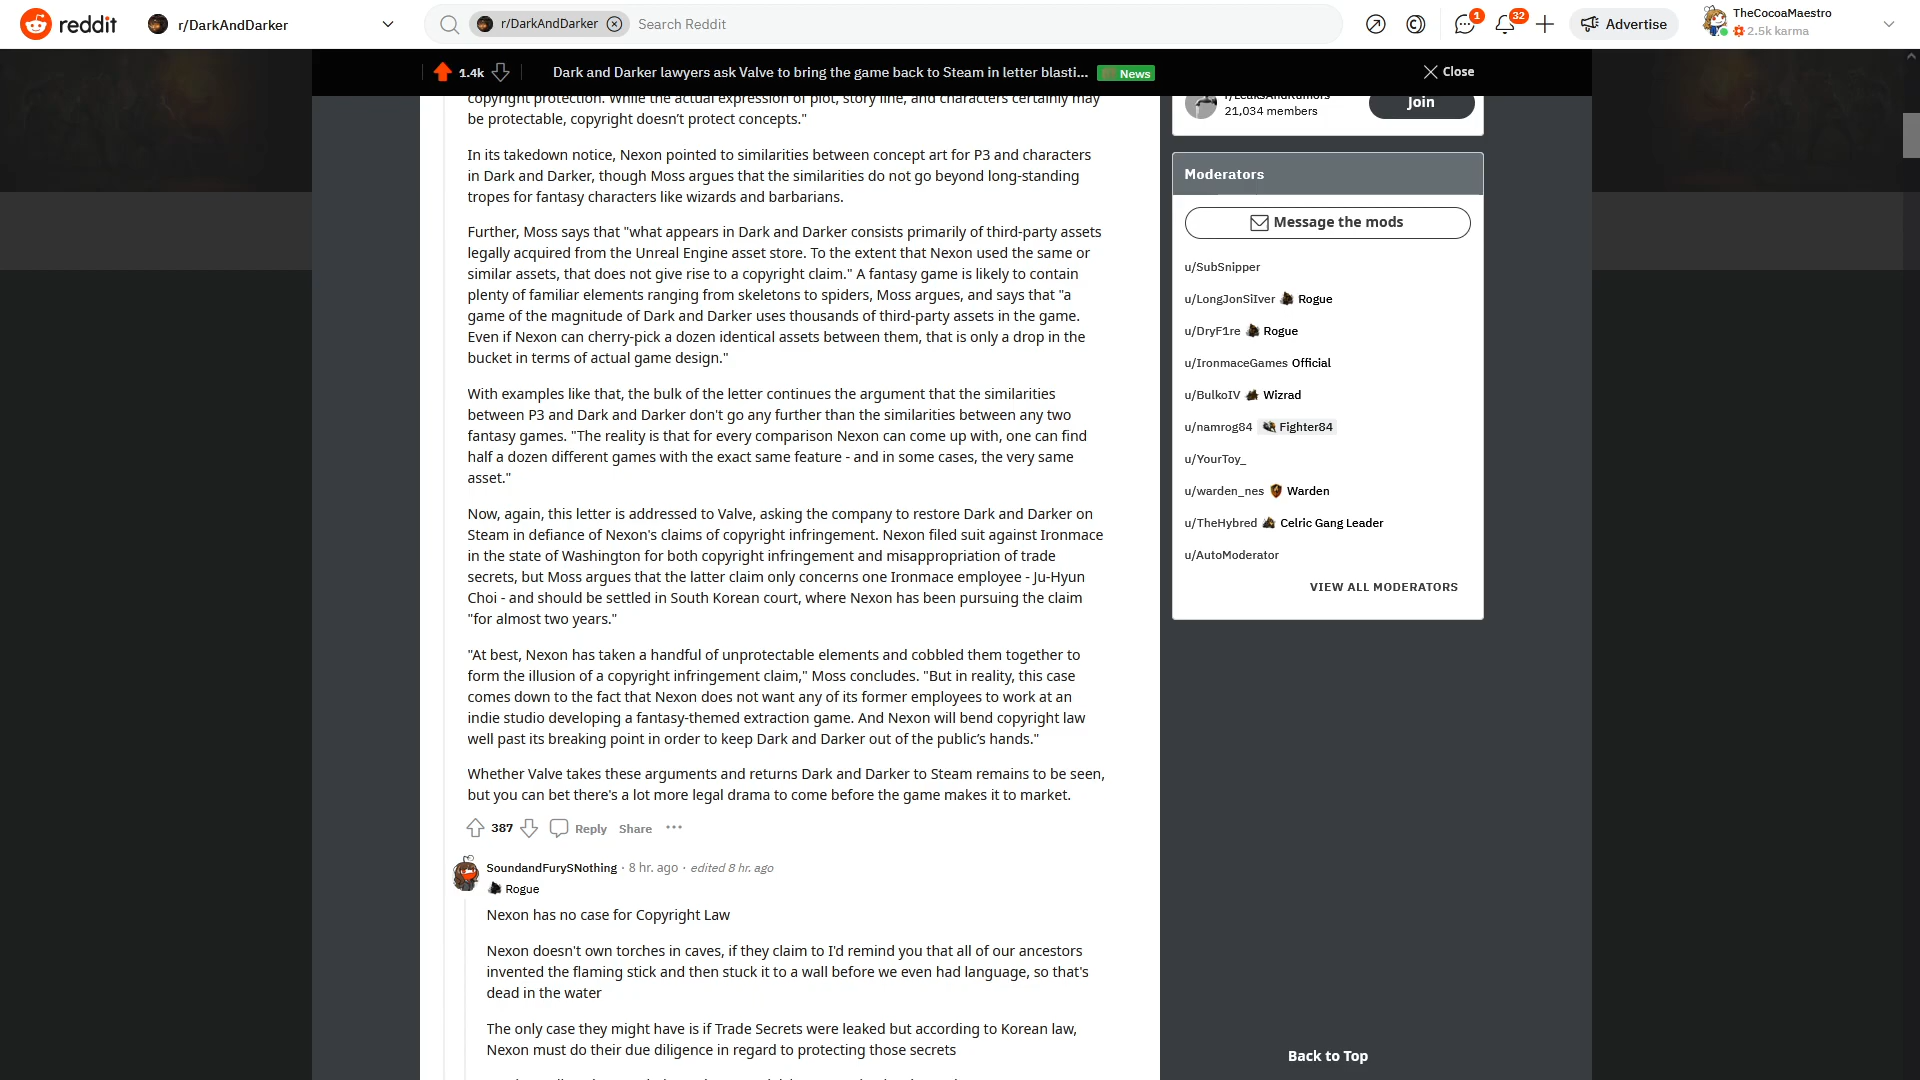 reddit
r/DarkAndDarker
r/DarkAndDarker
Search Reddit
1
32
Advertise
TheCocoaMaestro
2.5k karma
1.4k
Dark and Darker lawyers ask Valve to bring the game back to Steam in letter blasti...
News
Close
copyright protection. While the actual expression of plot, story line, and characters certainly may
be protectable, copyright doesn’t protect concepts."
In its takedown notice, Nexon pointed to similarities between concept art for P3 and characters
in Dark and Darker, though Moss argues that the similarities do not go beyond long-standing
tropes for fantasy characters like wizards and barbarians.
Further, Moss says that "what appears in Dark and Darker consists primarily of third-party assets
legally acquired from the Unreal Engine asset store. To the extent that Nexon used the same or
similar assets, that does not give rise to a copyright claim." A fantasy game is likely to contain
plenty of familiar elements ranging from skeletons to spiders, Moss argues, and says that "a
game of the magnitude of Dark and Darker uses thousands of third-party assets in the game.
Even if Nexon can cherry-pick a dozen identical assets between them, that is only a drop in the
bucket in terms of actual game design."
With examples like that, the bulk of the letter continues the argument that the similarities
between P3 and Dark and Darker don't go any further than the similarities between any two
fantasy games. "The reality is that for every comparison Nexon can come up with, one can find
half a dozen different games with the exact same feature - and in some cases, the very same
asset."
Now, again, this letter is addressed to Valve, asking the company to restore Dark and Darker on
Steam in defiance of Nexon's claims of copyright infringement. Nexon filed suit against Ironmace
in the state of Washington for both copyright infringement and misappropriation of trade
secrets, but Moss argues that the latter claim only concerns one Ironmace employee - Ju-Hyun
Choi - and should be settled in South Korean court, where Nexon has been pursuing the claim
"for almost two years."
"At best, Nexon has taken a handful of unprotectable elements and cobbled them together to
form the illusion of a copyright infringement claim," Moss concludes. "But in reality, this case
comes down to the fact that Nexon does not want any of its former employees to work at an
indie studio developing a fantasy-themed extraction game. And Nexon will bend copyright law
well past its breaking point in order to keep Dark and Darker out of the public’s hands."
Whether Valve takes these arguments and returns Dark and Darker to Steam remains to be seen,
but you can bet there's a lot more legal drama to come before the game makes it to market.
387
Reply
Share
SoundandFurySNothing · 8 hr. ago · edited 8 hr. ago
Rogue
Nexon has no case for Copyright Law
Nexon doesn't own torches in caves, if they claim to I'd remind you that all of our ancestors
invented the flaming stick and then stuck it to a wall before we even had language, so that's
dead in the water
The only case they might have is if Trade Secrets were leaked but according to Korean law,
Nexon must do their due diligence in regard to protecting those secrets
21,034 members
Join
Moderators
Message the mods
u/SubSnipper
u/LongJonSilver Rogue
u/DryF1re Rogue
u/IronmaceGames Official
u/BulkoIV Wizrad
u/namrog84 Fighter84
u/YourToy_
u/warden_nes Warden
u/TheHybred Celric Gang Leader
u/AutoModerator
VIEW ALL MODERATORS
Back to Top